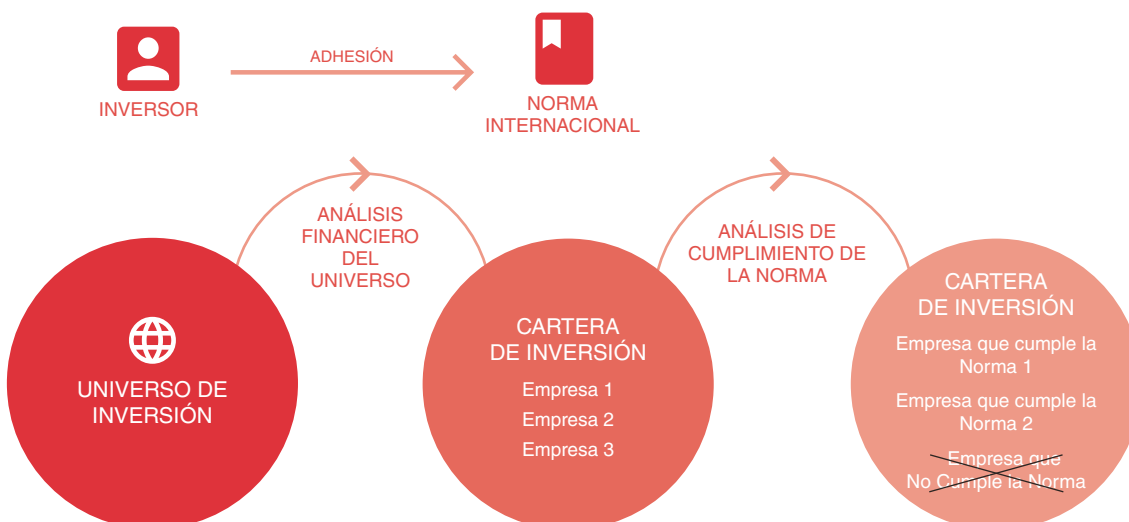 ADHESIÓN
INVERSOR
NORMA
INTERNACIONAL
ANÁLISIS
FINANCIERO
DEL
UNIVERSO
ANÁLISIS DE
CUMPLIMIENTO DE
LA NORMA
UNIVERSO DE
INVERSIÓN
CARTERA
DE INVERSIÓN
Empresa 1
Empresa 2
Empresa 3
CARTERA
DE INVERSIÓN
Empresa que cumple la
Norma 1
Empresa que cumple la
Norma 2
Empresa que
No Cumple la Norma